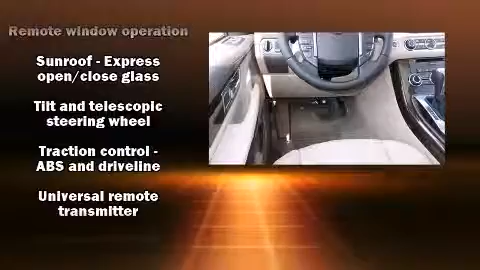 Remote window operation
Sunroof - Express
open/close glass
Tilt and telescopic
steering wheel
Traction control -
ABS and driveline
Universal remote
transmitter